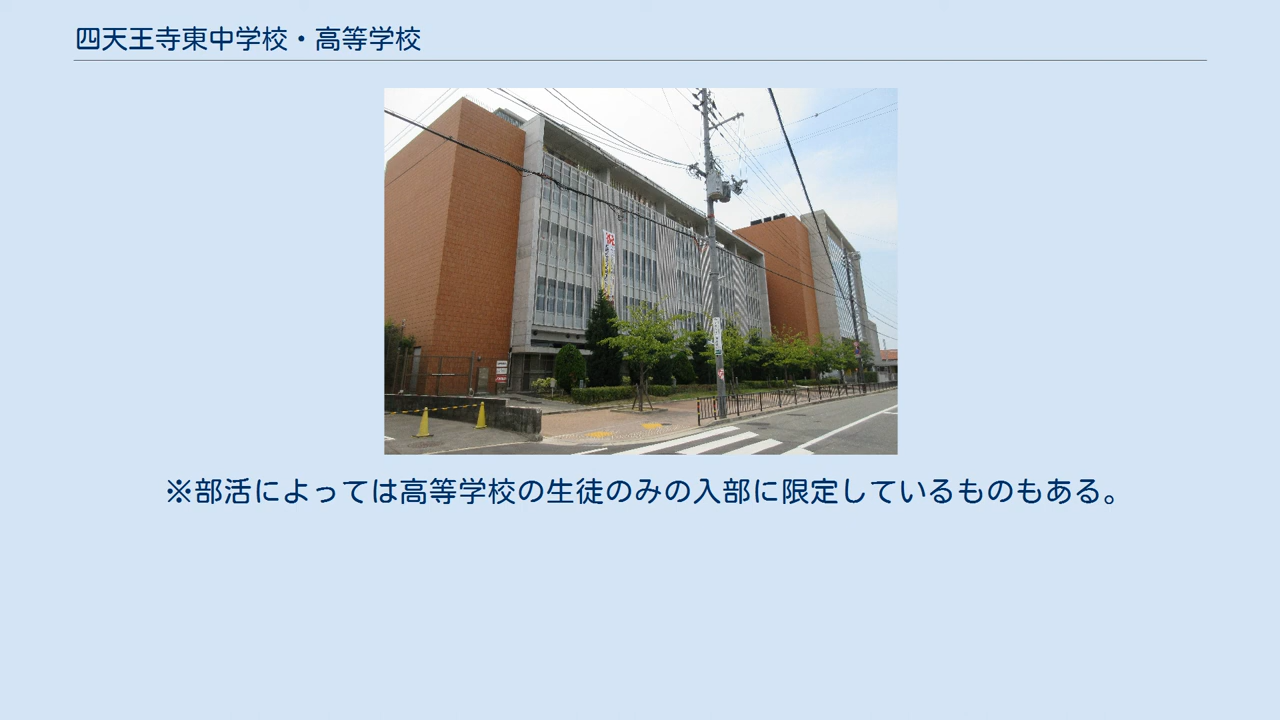 四天王寺東中学校・高等学校
※部活によっては高等学校の生徒のみの入部に限定しているものもある。